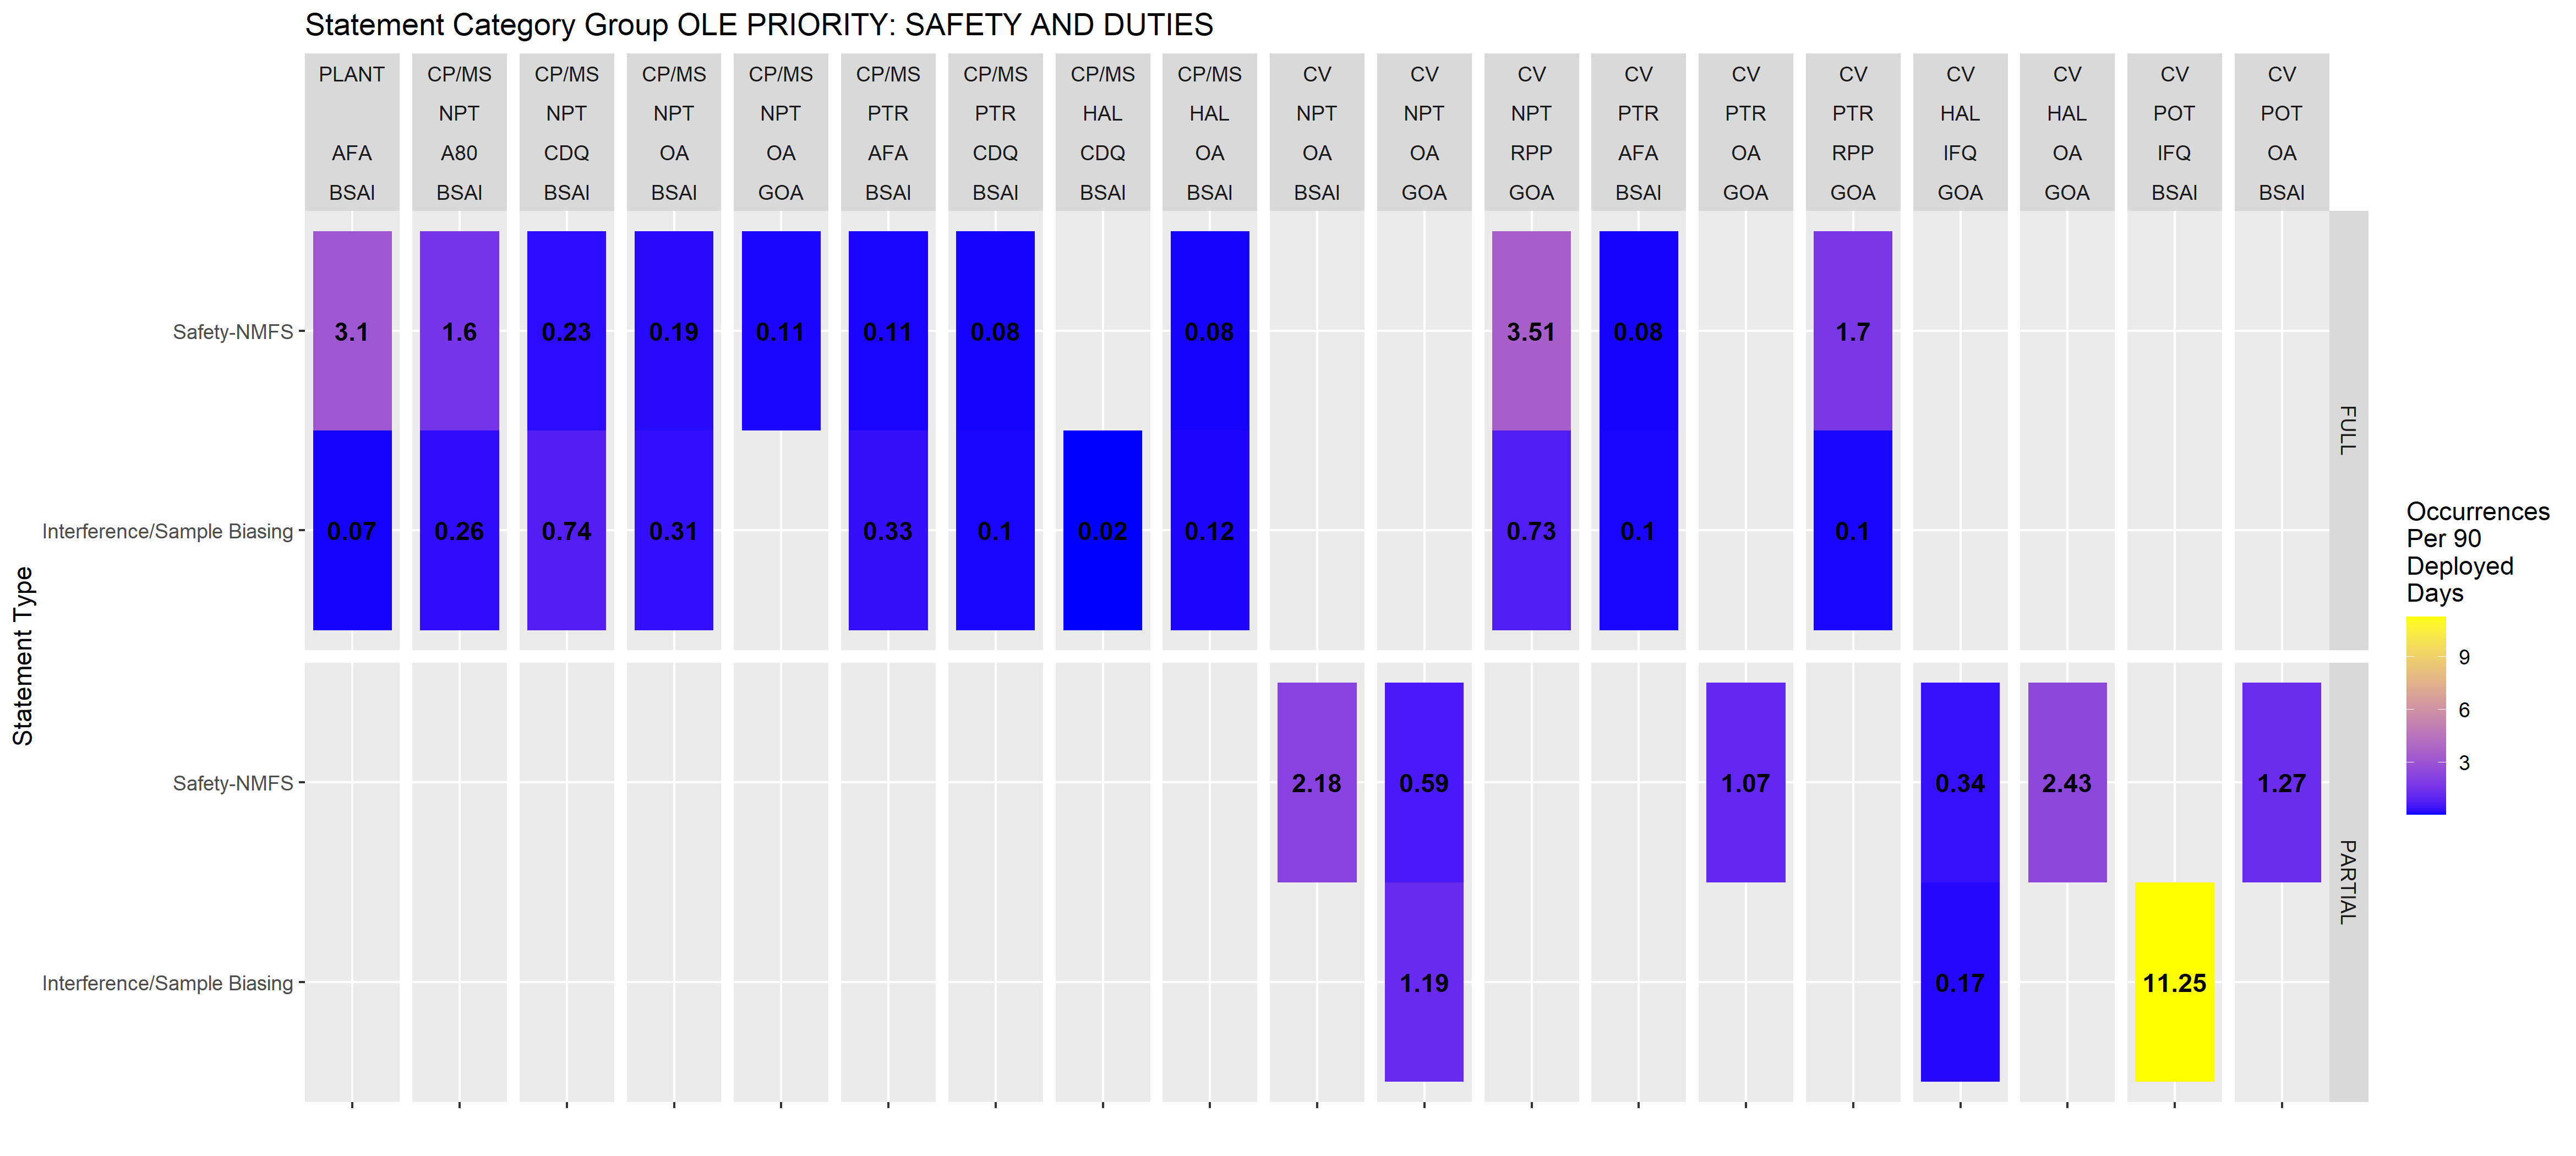 Statement Category Group OLE PRIORITY: SAFETY AND DUTIES
PLANT CP/MS CP/MS CP/MS CP/MS CP/MS CP/MS CP/MS CP/MS CV CV CV CV CV CV CV CV CV CV
NPT NPT NPT NPT PTR PTR HAL HAL NPT NPT NPT PTR PTR PTR HAL HAL POT POT
AFA A80 CDQ OA OA AFA CDQ CDQ OA OA OA RPP AFA OA RPP IFQ OA IFQ OA
BSAI BSAI BSAI BSAI GOA BSAI BSAI BSAI BSAI BSAI GOA GOA BSAI GOA GOA GOA GOA BSAI BSAI
Safety-NMFS 3.1 1.6 0.23 0.19 0.11 0.11 0.08 0.08 3.51 0.08 1.7
Interference/Sample Biasing 0.07 0.26 0.74 0.31 0.33 0.1 0.02 0.12 0.73 0.1 0.1
FULL
Safety-NMFS 2.18 0.59 1.07 0.34 2.43 1.27
Interference/Sample Biasing 1.19 0.17 11.25
PARTIAL
Statement Type
Occurrences
Per 90
Deployed
Days
9
6
3